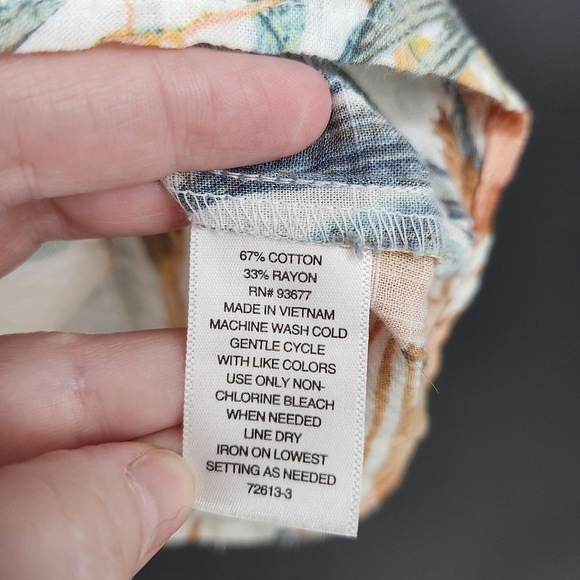 67% COTTON
33% RAYON
RN# 93677
MADE IN VIETNAM
MACHINE WASH COLD
GENTLE CYCLE
WITH LIKE COLORS
USE ONLY NON-
CHLORINE BLEACH
WHEN NEEDED
LINE DRY
IRON ON LOWEST
SETTING AS NEEDED
72613-3